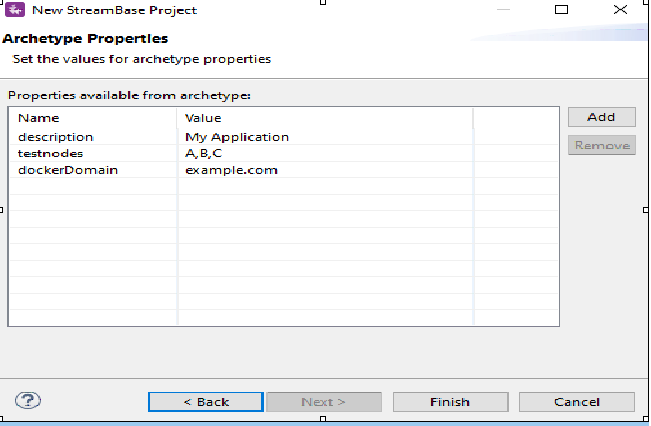 New StreamBase Project
Archetype Properties
Set the values for archetype properties
Properties available from archetype:
Name Value
description My Application
testnodes A,B,C
dockerDomain example.com
Add
Remove
?
< Back Next > Finish Cancel